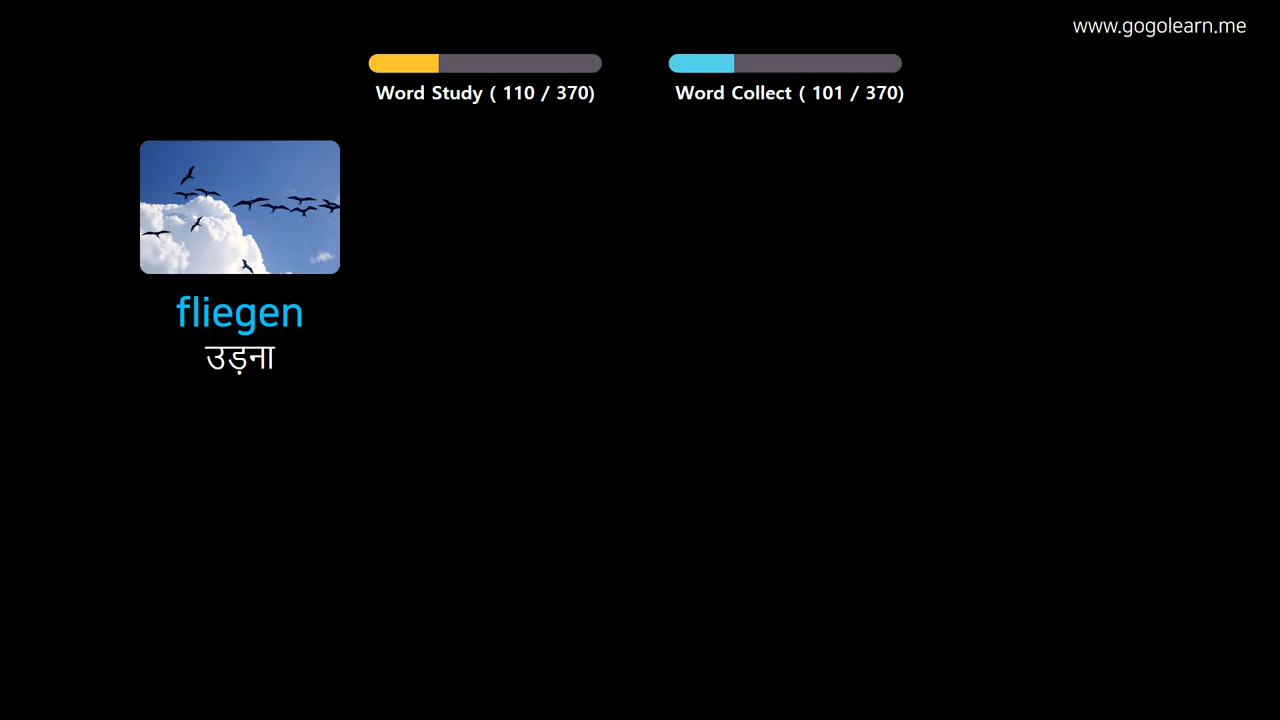 www.gogolearn.me
Word Study ( 110 / 370)
Word Collect ( 101 / 370)
fliegen
उड़ना